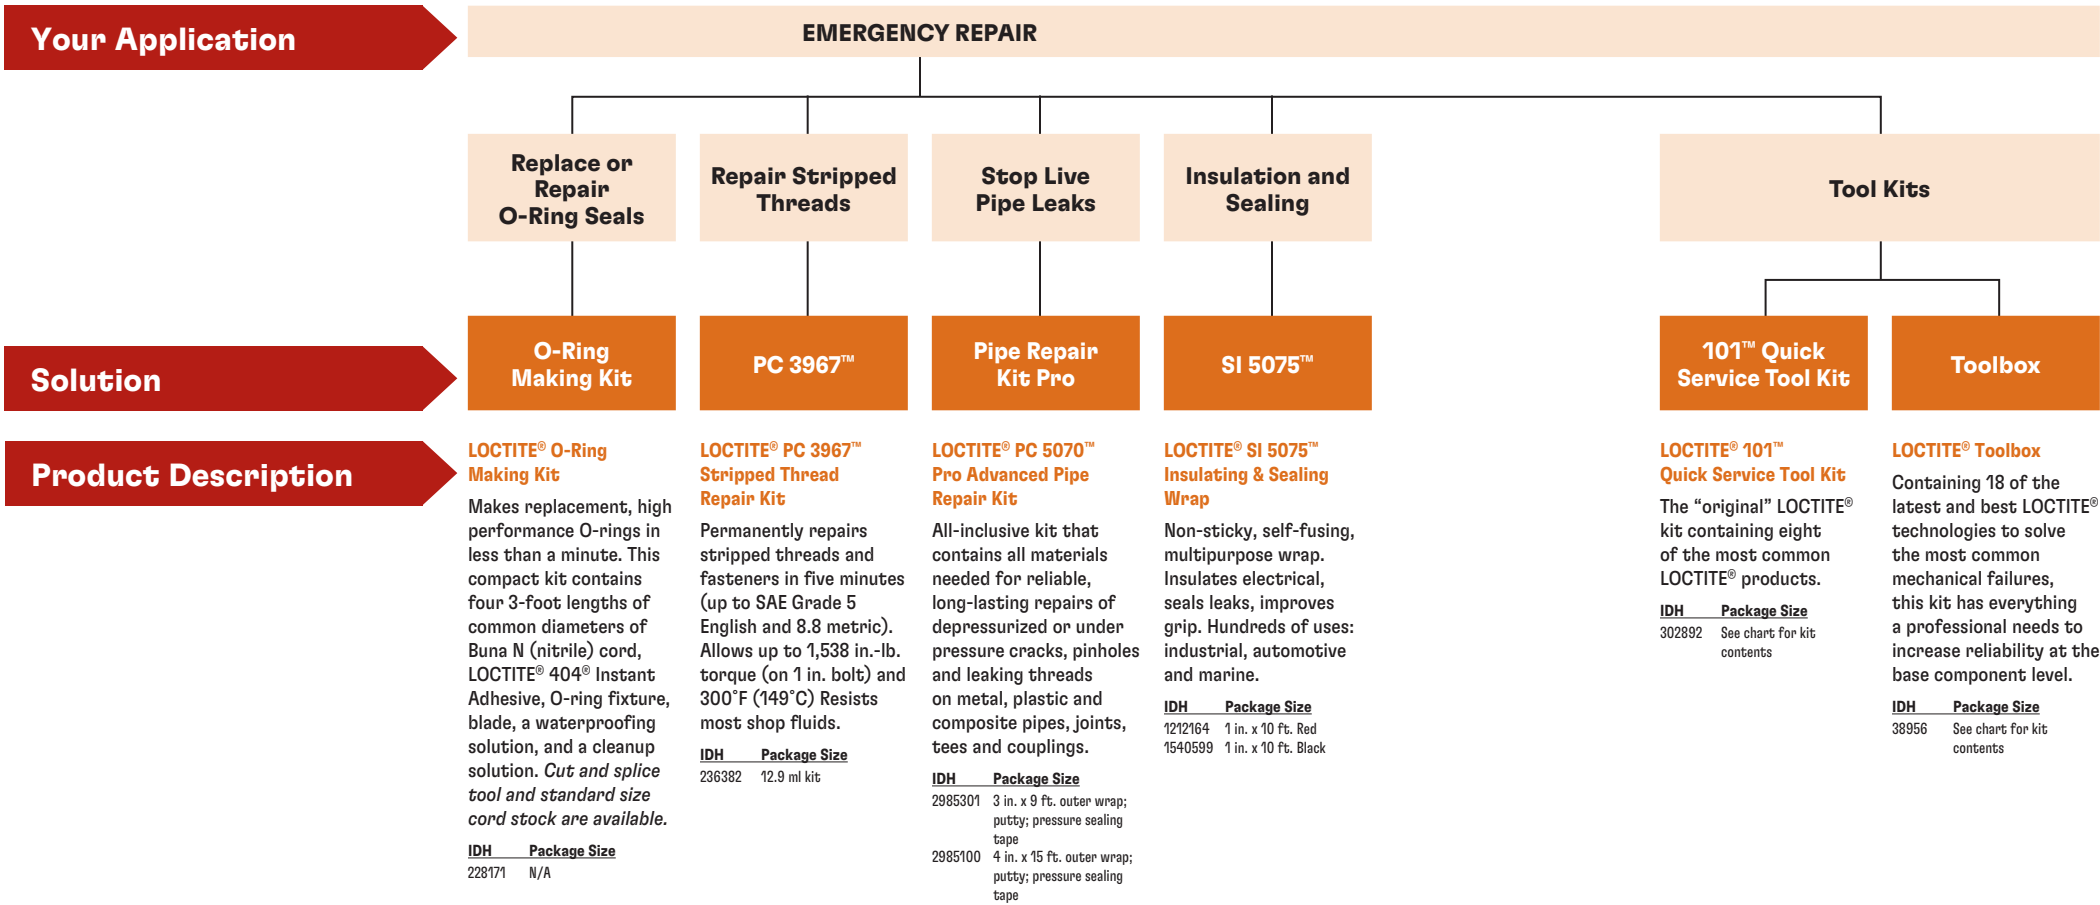 Your Application
EMERGENCY REPAIR
Replace or
Repair
O-Ring Seals
Repair Stripped
Threads
Stop Live
Pipe Leaks
Insulation and
Sealing
Tool Kits
Solution
O-Ring
Making Kit
PC 3967™
Pipe Repair
Kit Pro
SI 5075™
101™ Quick
Service Tool Kit
Toolbox
Product Description
LOCTITE® O-Ring
Making Kit
Makes replacement, high
performance O-rings in
less than a minute. This
compact kit contains
four 3-foot lengths of
common diameters of
Buna N (nitrile) cord,
LOCTITE® 404® Instant
Adhesive, O-ring fixture,
blade, a waterproofing
solution, and a cleanup
solution. Cut and splice
tool and standard size
cord stock are available.
IDH Package Size
228171 N/A
LOCTITE® PC 3967™
Stripped Thread
Repair Kit
Permanently repairs
stripped threads and
fasteners in five minutes
(up to SAE Grade 5
English and 8.8 metric).
Allows up to 1,538 in.-lb.
torque (on 1 in. bolt) and
300°F (149°C) Resists
most shop fluids.
IDH Package Size
236382 12.9 ml kit
LOCTITE® PC 5070™
Pro Advanced Pipe
Repair Kit
All-inclusive kit that
contains all materials
needed for reliable,
long-lasting repairs of
depressurized or under
pressure cracks, pinholes
and leaking threads
on metal, plastic and
composite pipes, joints,
tees and couplings.
IDH Package Size
2985301 3 in. x 9 ft. outer wrap;
putty; pressure sealing
tape
2985100 4 in. x 15 ft. outer wrap;
putty; pressure sealing
tape
LOCTITE® SI 5075™
Insulating & Sealing
Wrap
Non-sticky, self-fusing,
multipurpose wrap.
Insulates electrical,
seals leaks, improves
grip. Hundreds of uses:
industrial, automotive
and marine.
IDH Package Size
1212164 1 in. x 10 ft. Red
1540599 1 in. x 10 ft. Black
LOCTITE® 101™
Quick Service Tool Kit
The “original” LOCTITE®
kit containing eight
of the most common
LOCTITE® products.
IDH Package Size
302892 See chart for kit
contents
LOCTITE® Toolbox
Containing 18 of the
latest and best LOCTITE®
technologies to solve
the most common
mechanical failures,
this kit has everything
a professional needs to
increase reliability at the
base component level.
IDH Package Size
38956 See chart for kit
contents